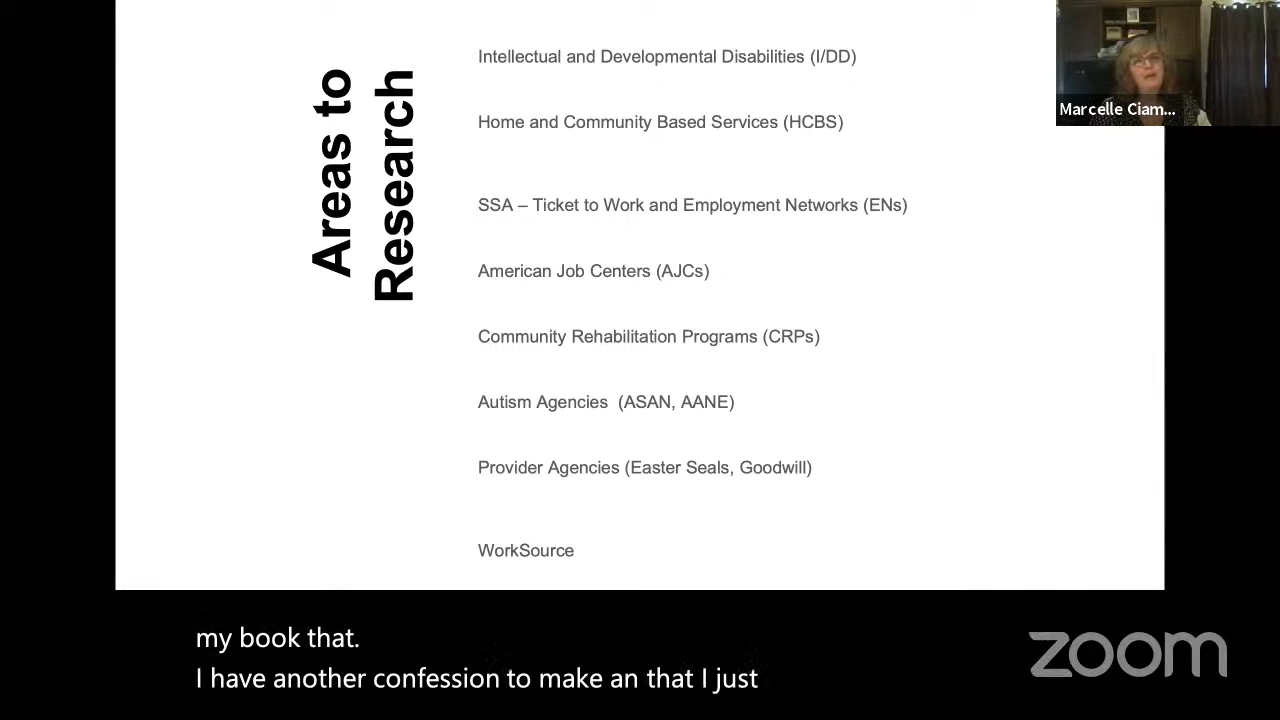 Areas to
Research
Intellectual and Developmental Disabilities (I/DD)
Home and Community Based Services (HCBS)
SSA – Ticket to Work and Employment Networks (ENs)
American Job Centers (AJCs)
Community Rehabilitation Programs (CRPs)
Autism Agencies  (ASAN, AANE)
Provider Agencies (Easter Seals, Goodwill)
WorkSource
Marcelle Ciam...
my book that.
I have another confession to make an that I just
zoom